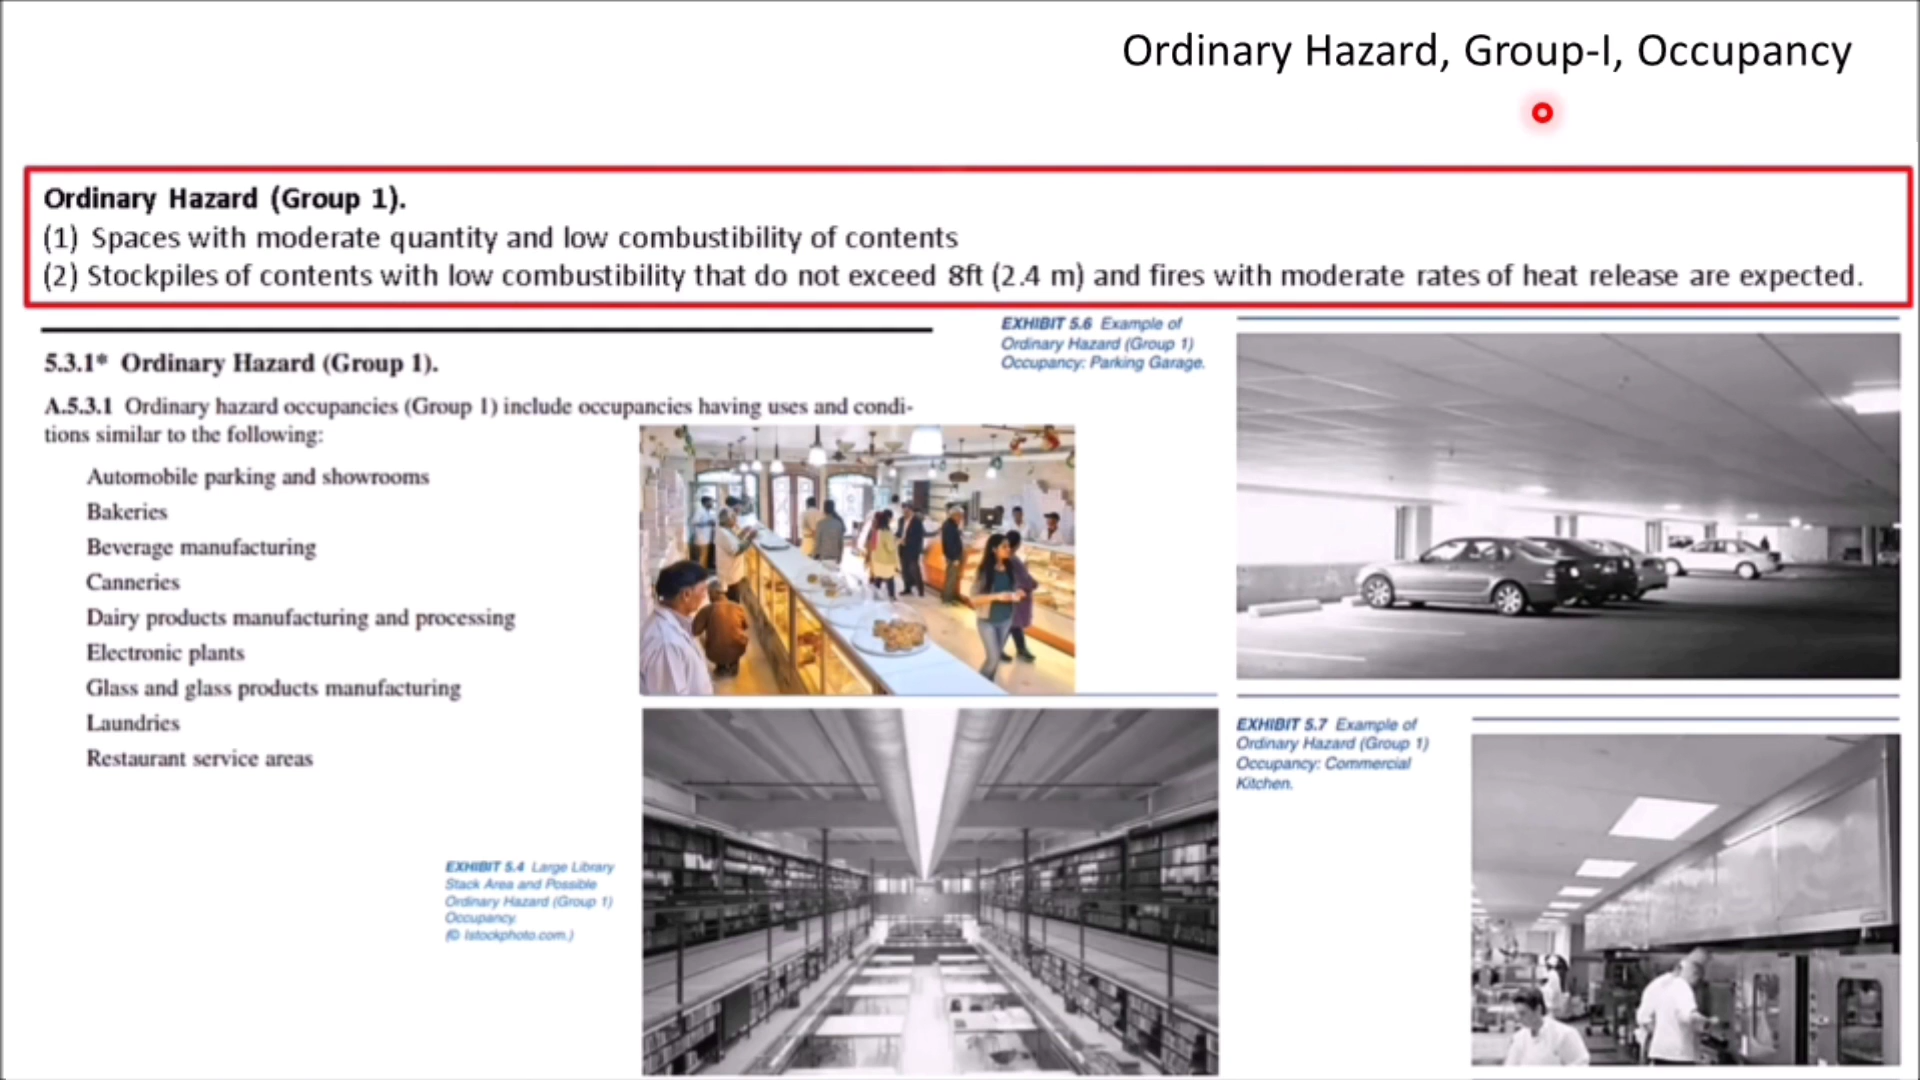 Ordinary Hazard, Group-I, Occupancy
Ordinary Hazard (Group 1).
(1) Spaces with moderate quantity and low combustibility of contents
(2) Stockpiles of contents with low combustibility that do not exceed 8ft (2.4 m) and fires with moderate rates of heat release are expected.
5.3.1* Ordinary Hazard (Group 1).
A.5.3.1 Ordinary hazard occupancies (Group 1) include occupancies having uses and condi-
tions similar to the following:
Automobile parking and showrooms
Bakeries
Beverage manufacturing
Canneries
Dairy products manufacturing and processing
Electronic plants
Glass and glass products manufacturing
Laundries
Restaurant service areas
EXHIBIT 5.6 Example of
Ordinary Hazard (Group 1)
Occupancy: Parking Garage.
EXHIBIT 5.7 Example of
Ordinary Hazard (Group 1)
Occupancy: Commercial
Kitchen.
EXHIBIT 5.4 Large Library
Stack Area and Possible
Ordinary Hazard (Group 1)
Occupancy.
(© Istockphoto.com.)